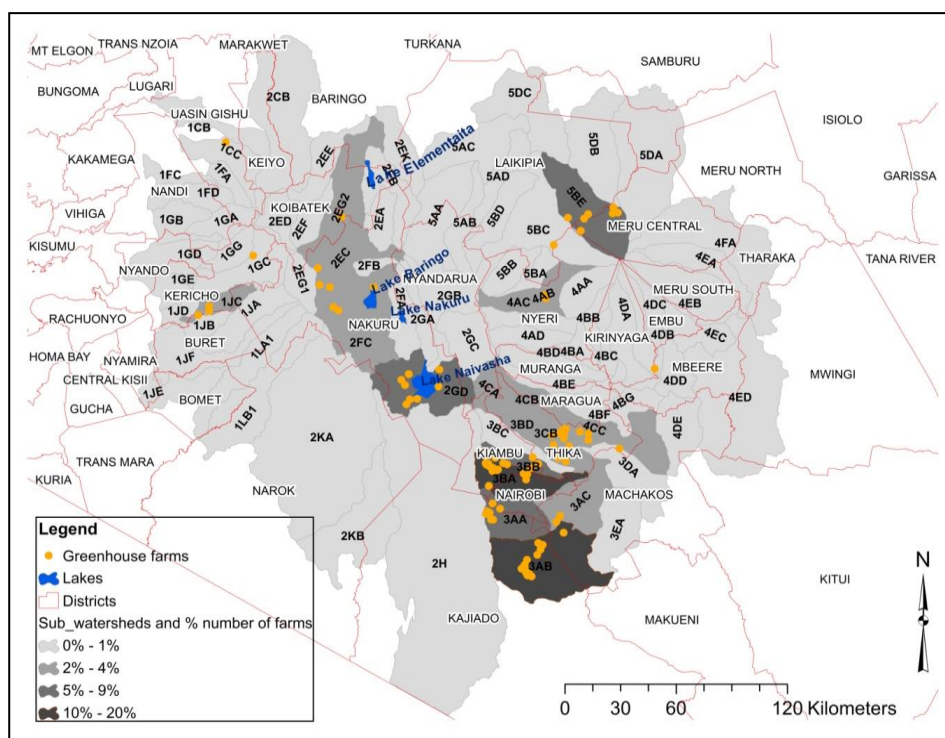 TRANS NZOIA
MARAKWET
TURKANA
MT ELGON
SAMBURU
BUNGOMA
LUGARI
2CB
BARINGO
5DC
UASIN GISHU
1CB
ISIOLO
KAKAMEGA
1CC
KEIYO
2EE
2EK
5AC
5DB
5DA
Lake Elementaita
LAIKIPIA
MERU NORTH
1FC
1FA
5AD
GARISSA
NANDI
1FD
KOIBATEK
2EG2
5BE
VIHIGA
1GB
1GA
2ED
2EF
2EA
5AA
5AB
5BD
5BC
MERU CENTRAL
KISUMU
1GD
1GG
1GC
2EC
2FB
Lake Baringo
NYANDARUA
5BB
5BA
4FA
4EA
THARAKA
TANA RIVER
NYANDO
1GE
2EG1
2FA
2GB
4AA
MERU SOUTH
KERICHO
1JC
1JA
Lake Nakuru
4AC
4AB
4DA
4DC
4EB
RACHUONYO
1JD
1JB
NAKURU
2GA
NYERI
4BB
EMBU
BURET
1LA1
2FC
2GC
4AD
KIRINYAGA
4DB
4EC
HOMA BAY
NYAMIRA
1JF
4BD
4BA
4BC
MBEERE
CENTRAL KISII
Lake Naivasha
MURANGA
4DD
MWINGI
1JE
BOMET
2GD
4CA
4BE
GUCHA
1LB1
4CB
MARAGUA
4BG
4ED
4BF
2KA
3BC
3BD
3CB
4CC
4DE
TRANS MARA
KIAMBU
THIKA
KURIA
3BB
3DA
3BA
NAROK
NAIROBI
3AC
MACHAKOS
3AA
3EA
2KB
2H
3AB
KITUI
KAJIADO
MAKUENI
Legend
Greenhouse farms
Lakes
Districts
Sub_watersheds and % number of farms
0% - 1%
2% - 4%
5% - 9%
10% - 20%
N
0 30 60 120 Kilometers